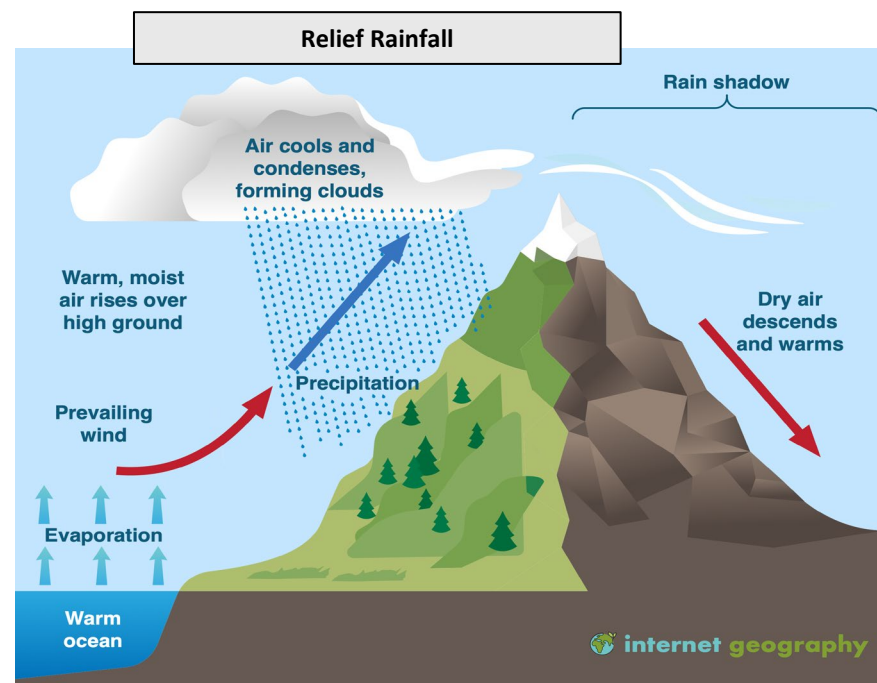 Relief Rainfall
Rain shadow
Air cools and
condenses,
forming clouds
Warm, moist
air rises over
high ground
Dry air
descends
and warms
Precipitation
Prevailing
wind
Evaporation
Warm
ocean
internet geography